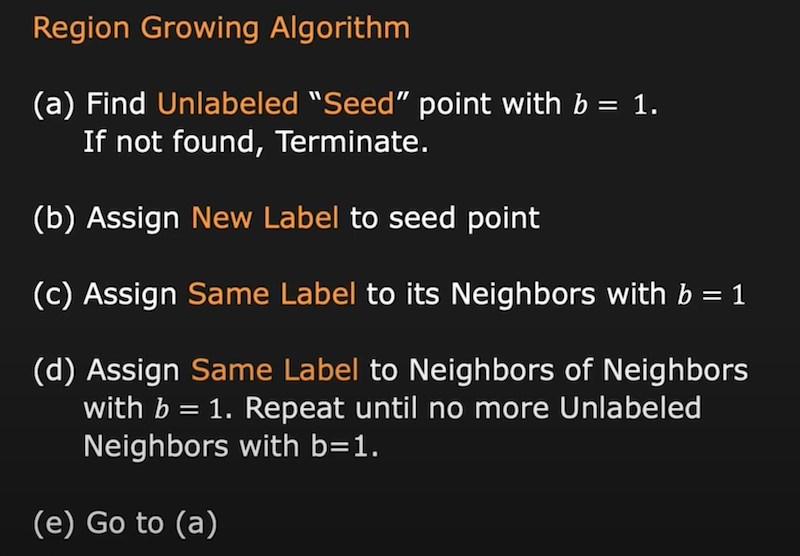 Region Growing Algorithm
(a) Find Unlabeled “Seed” point with b = 1.
If not found, Terminate.
(b) Assign New Label to seed point
(c) Assign Same Label to its Neighbors with b = 1
(d) Assign Same Label to Neighbors of Neighbors
with b = 1. Repeat until no more Unlabeled
Neighbors with b=1.
(e) Go to (a)